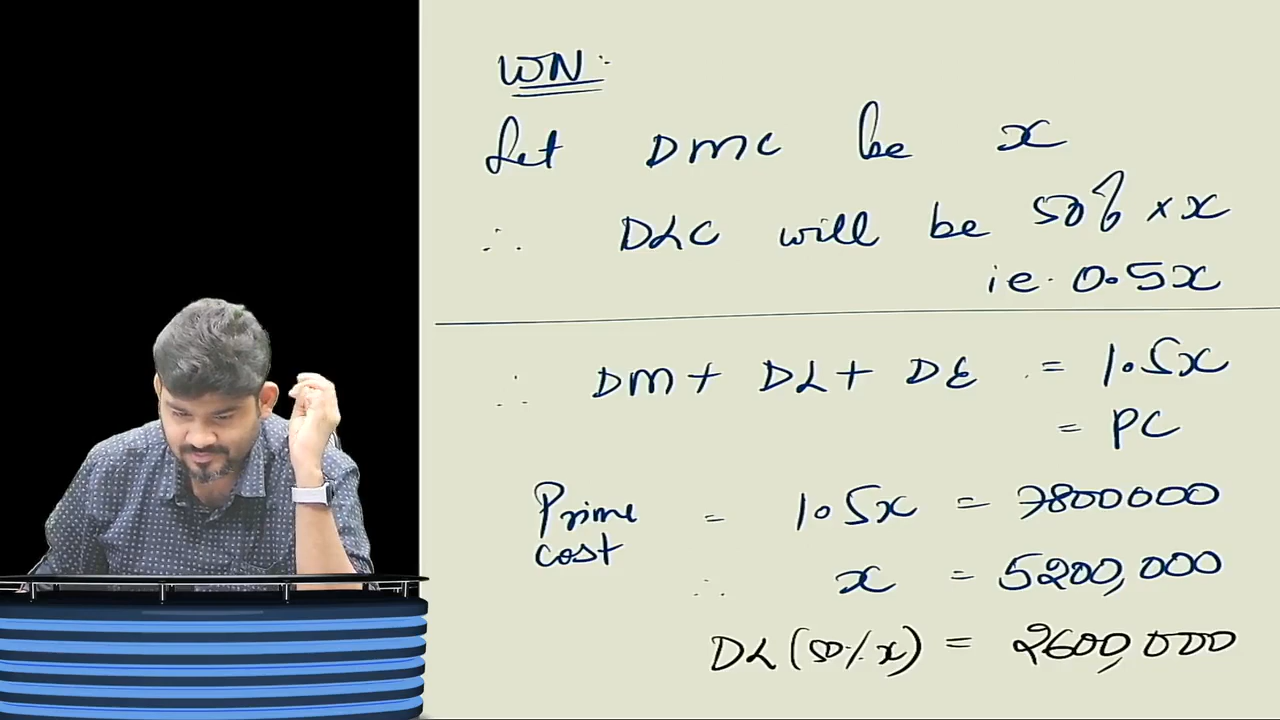 WN:
Let DMC be x
∴ DLC will be 50% × x
ie. 0.5x
∴ DM + DL + DE = 1.5x
= PC
Prime cost = 1.5x = 7800000
∴ x = 5200,000
DL (50% x) = 2600,000